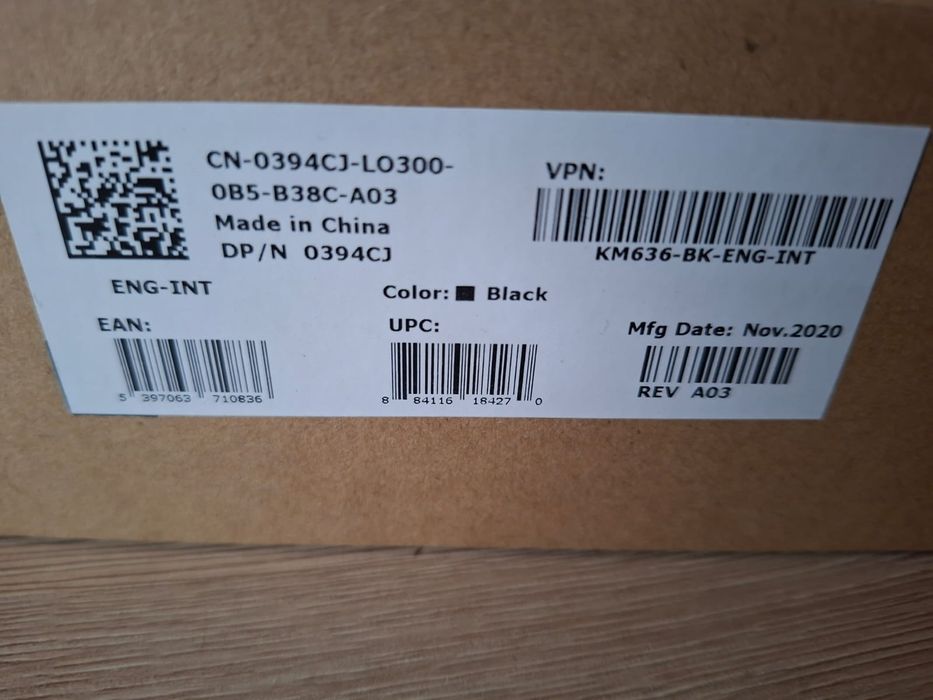 CN-0394CJ-LO300-
0B5-B38C-A03
Made in China
DP/N 0394CJ
VPN:
KM636-BK-ENG-INT
ENG-INT
Color: Black
EAN:
5 397063 710836
UPC:
8 84116 18427 0
Mfg Date: Nov.2020
REV A03